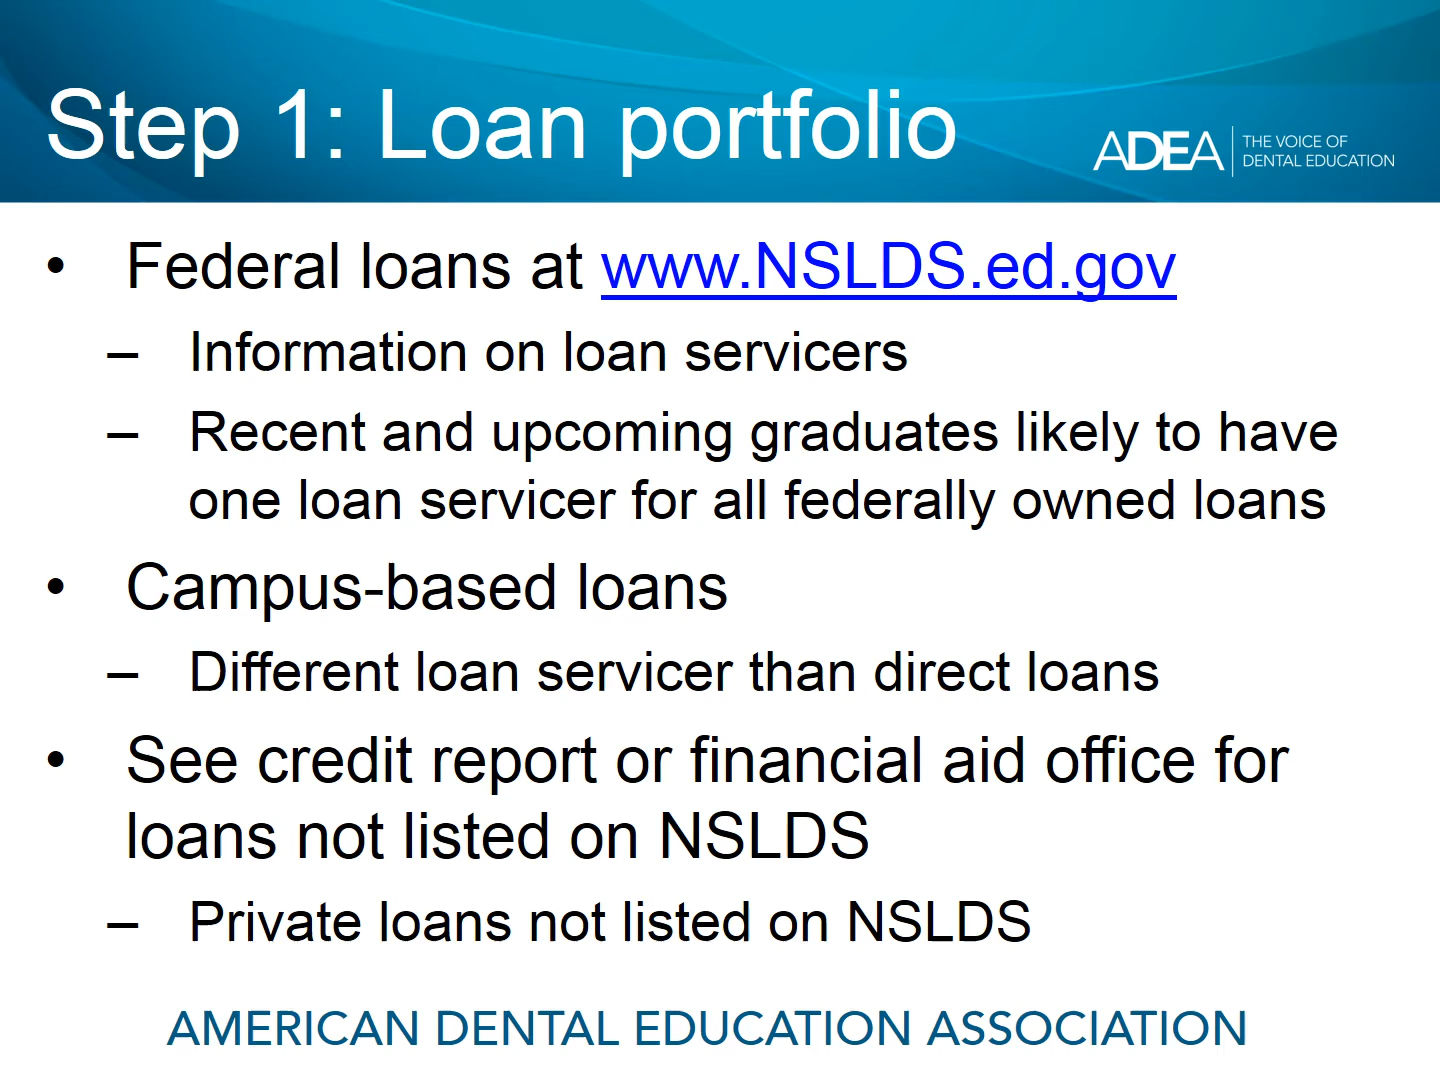 Step 1: Loan portfolio
ADEA
THE VOICE OF
DENTAL EDUCATION
• Federal loans at www.NSLDS.ed.gov
– Information on loan servicers
– Recent and upcoming graduates likely to have
one loan servicer for all federally owned loans
• Campus-based loans
– Different loan servicer than direct loans
• See credit report or financial aid office for
loans not listed on NSLDS
– Private loans not listed on NSLDS
AMERICAN DENTAL EDUCATION ASSOCIATION